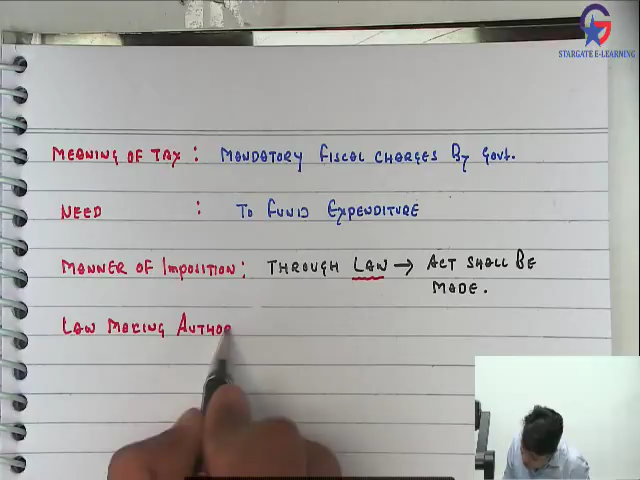 STARGATE E-LEARNING
MEANING OF TAX : MANDATORY FISCAL CHARGES By Govt.
NEED : TO FUND EXPENDITURE
MANNER OF IMPOSITION: THROUGH LAW → ACT SHALL BE
MADE.
LAW MAKING AUTHOR